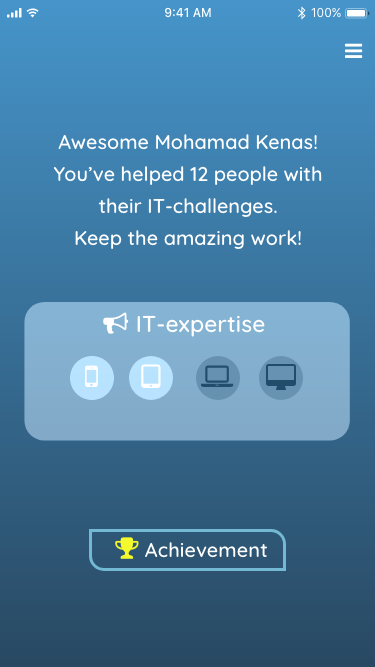 9:41 AM
100%
Awesome Mohamad Kenas!
You've helped 12 people with
their IT-challenges.
Keep the amazing work!
IT-expertise
Achievement